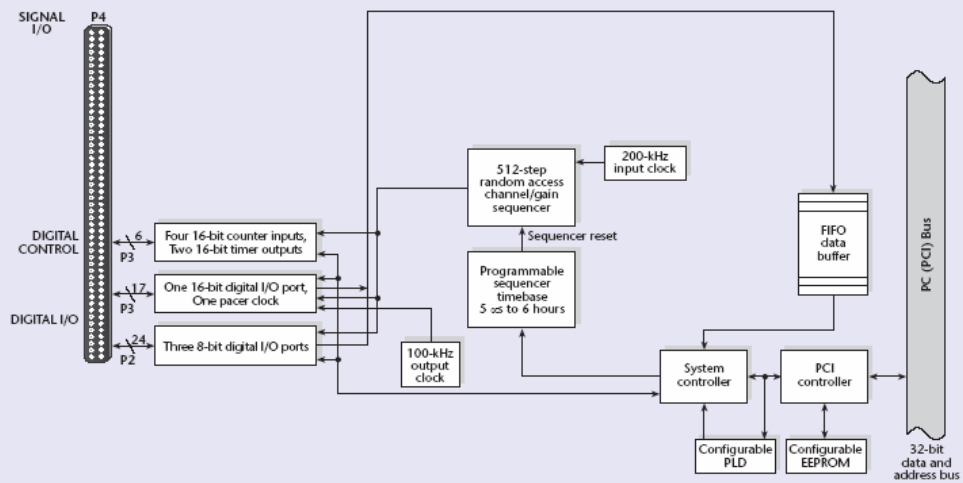 SIGNAL
I/O
P4
200-kHz
input clock
512-step
random access
channel/gain
sequencer
Sequencer reset
DIGITAL
CONTROL
6
P3
Four 16-bit counter inputs,
Two 16-bit timer outputs
FIFO
data
buffer
PC (PCI) Bus
Programmable
sequencer
timebase
5 ∞s to 6 hours
17
P3
One 16-bit digital I/O port,
One pacer clock
DIGITAL I/O
24
P2
Three 8-bit digital I/O ports
100-kHz
output
clock
System
controller
PCI
controller
Configurable
PLD
Configurable
EEPROM
32-bit
data and
address bus